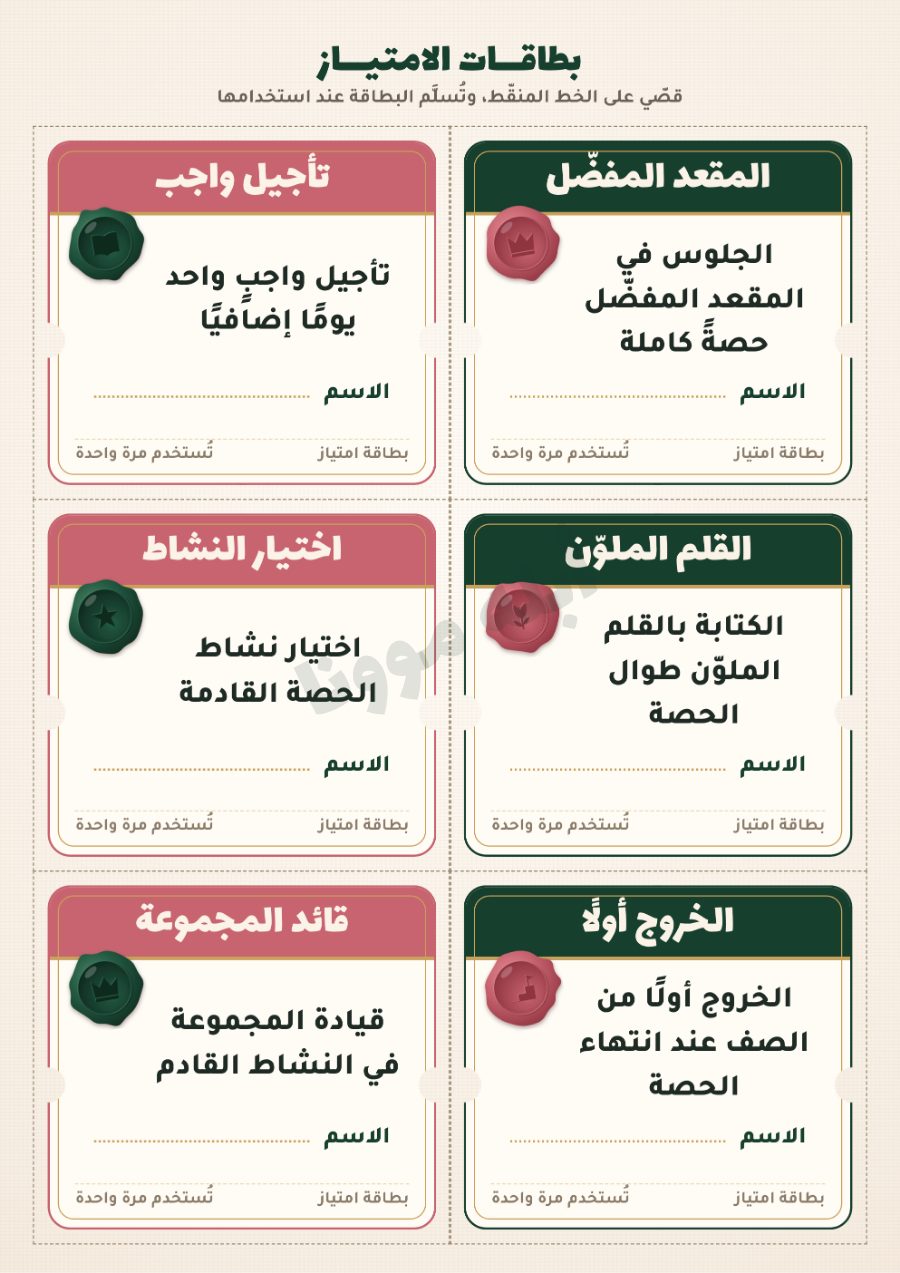 بطاقـــات الامتيـــاز
قصّي على الخط المنقّط، وتُسلَّم البطاقة عند استخدامها
المقعد المفضّل
الجلوس في
المقعد المفضّل
حصةً كاملة
الاسم
بطاقة امتياز
تُستخدم مرة واحدة
تأجيل واجب
تأجيل واجبٍ واحد
يومًا إضافيًا
الاسم
بطاقة امتياز
تُستخدم مرة واحدة
القلم الملوّن
الكتابة بالقلم
الملوّن طوال
الحصة
الاسم
بطاقة امتياز
تُستخدم مرة واحدة
اختيار النشاط
اختيار نشاط
الحصة القادمة
الاسم
بطاقة امتياز
تُستخدم مرة واحدة
الخروج أولًا
الخروج أولًا من
الصف عند انتهاء
الحصة
الاسم
بطاقة امتياز
تُستخدم مرة واحدة
قائد المجموعة
قيادة المجموعة
في النشاط القادم
الاسم
بطاقة امتياز
تُستخدم مرة واحدة
موونا